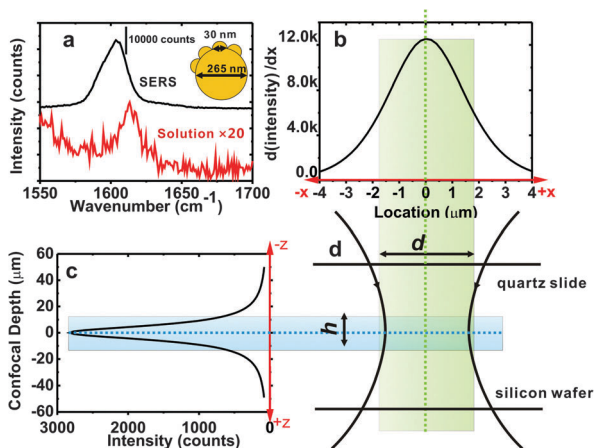 a
10000 counts
30 nm
265 nm
SERS
Solution ×20
Intensity (counts)
1550 1600 1650 1700
Wavenumber (cm-1)
b
12.0k
8.0k
4.0k
0.0
d(intensity)/dx
-4 -3 -2 -1 0 1 2 3 4
-x
+x
Location (μm)
c
60
40
20
0
-20
-40
-60
Confocal Depth (μm)
3000 2000 1000 0
Intensity (counts)
-z
+z
d
d
h
quartz slide
silicon wafer